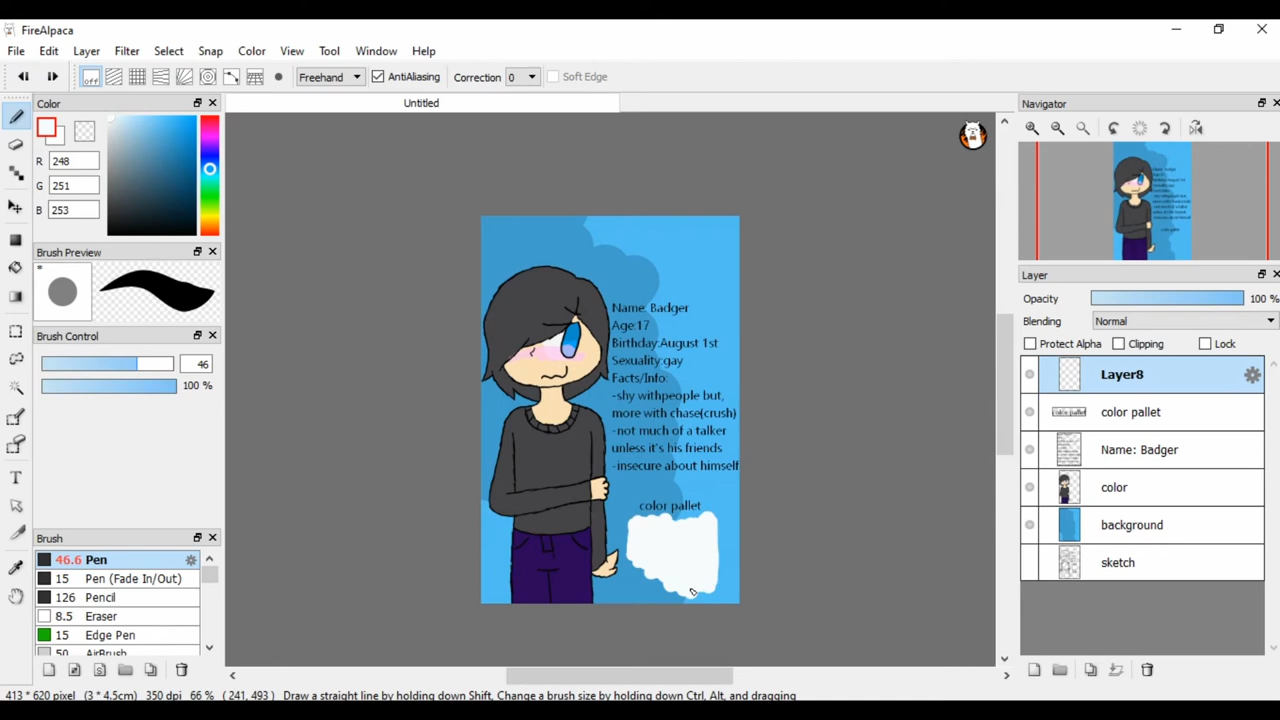 FireAlpaca
File Edit Layer Filter Select Snap Color View Tool Window Help
off Freehand AntiAliasing Correction 0 Soft Edge
Color
Untitled
Navigator
R 248
G 251
B 253
Brush Preview
*
Brush Control
46
100 %
Brush
46.6 Pen
15 Pen (Fade In/Out)
126 Pencil
8.5 Eraser
15 Edge Pen
50 AirBrush
Name: Badger
Age:17
Birthday:August 1st
Sexuality:gay
Facts/Info:
-shy withpeople but,
more with chase(crush)
-not much of a talker
unless it's his friends
-insecure about himself
color pallet
Layer
Opacity 100 %
Blending Normal
Protect Alpha Clipping Lock
Layer8
color pallet
Name: Badger
color
background
sketch
413 * 620 pixel (3 * 4.5cm) 350 dpi 66 % (241, 493) Draw a straight line by holding down Shift, Change a brush size by holding down Ctrl, Alt, and dragging